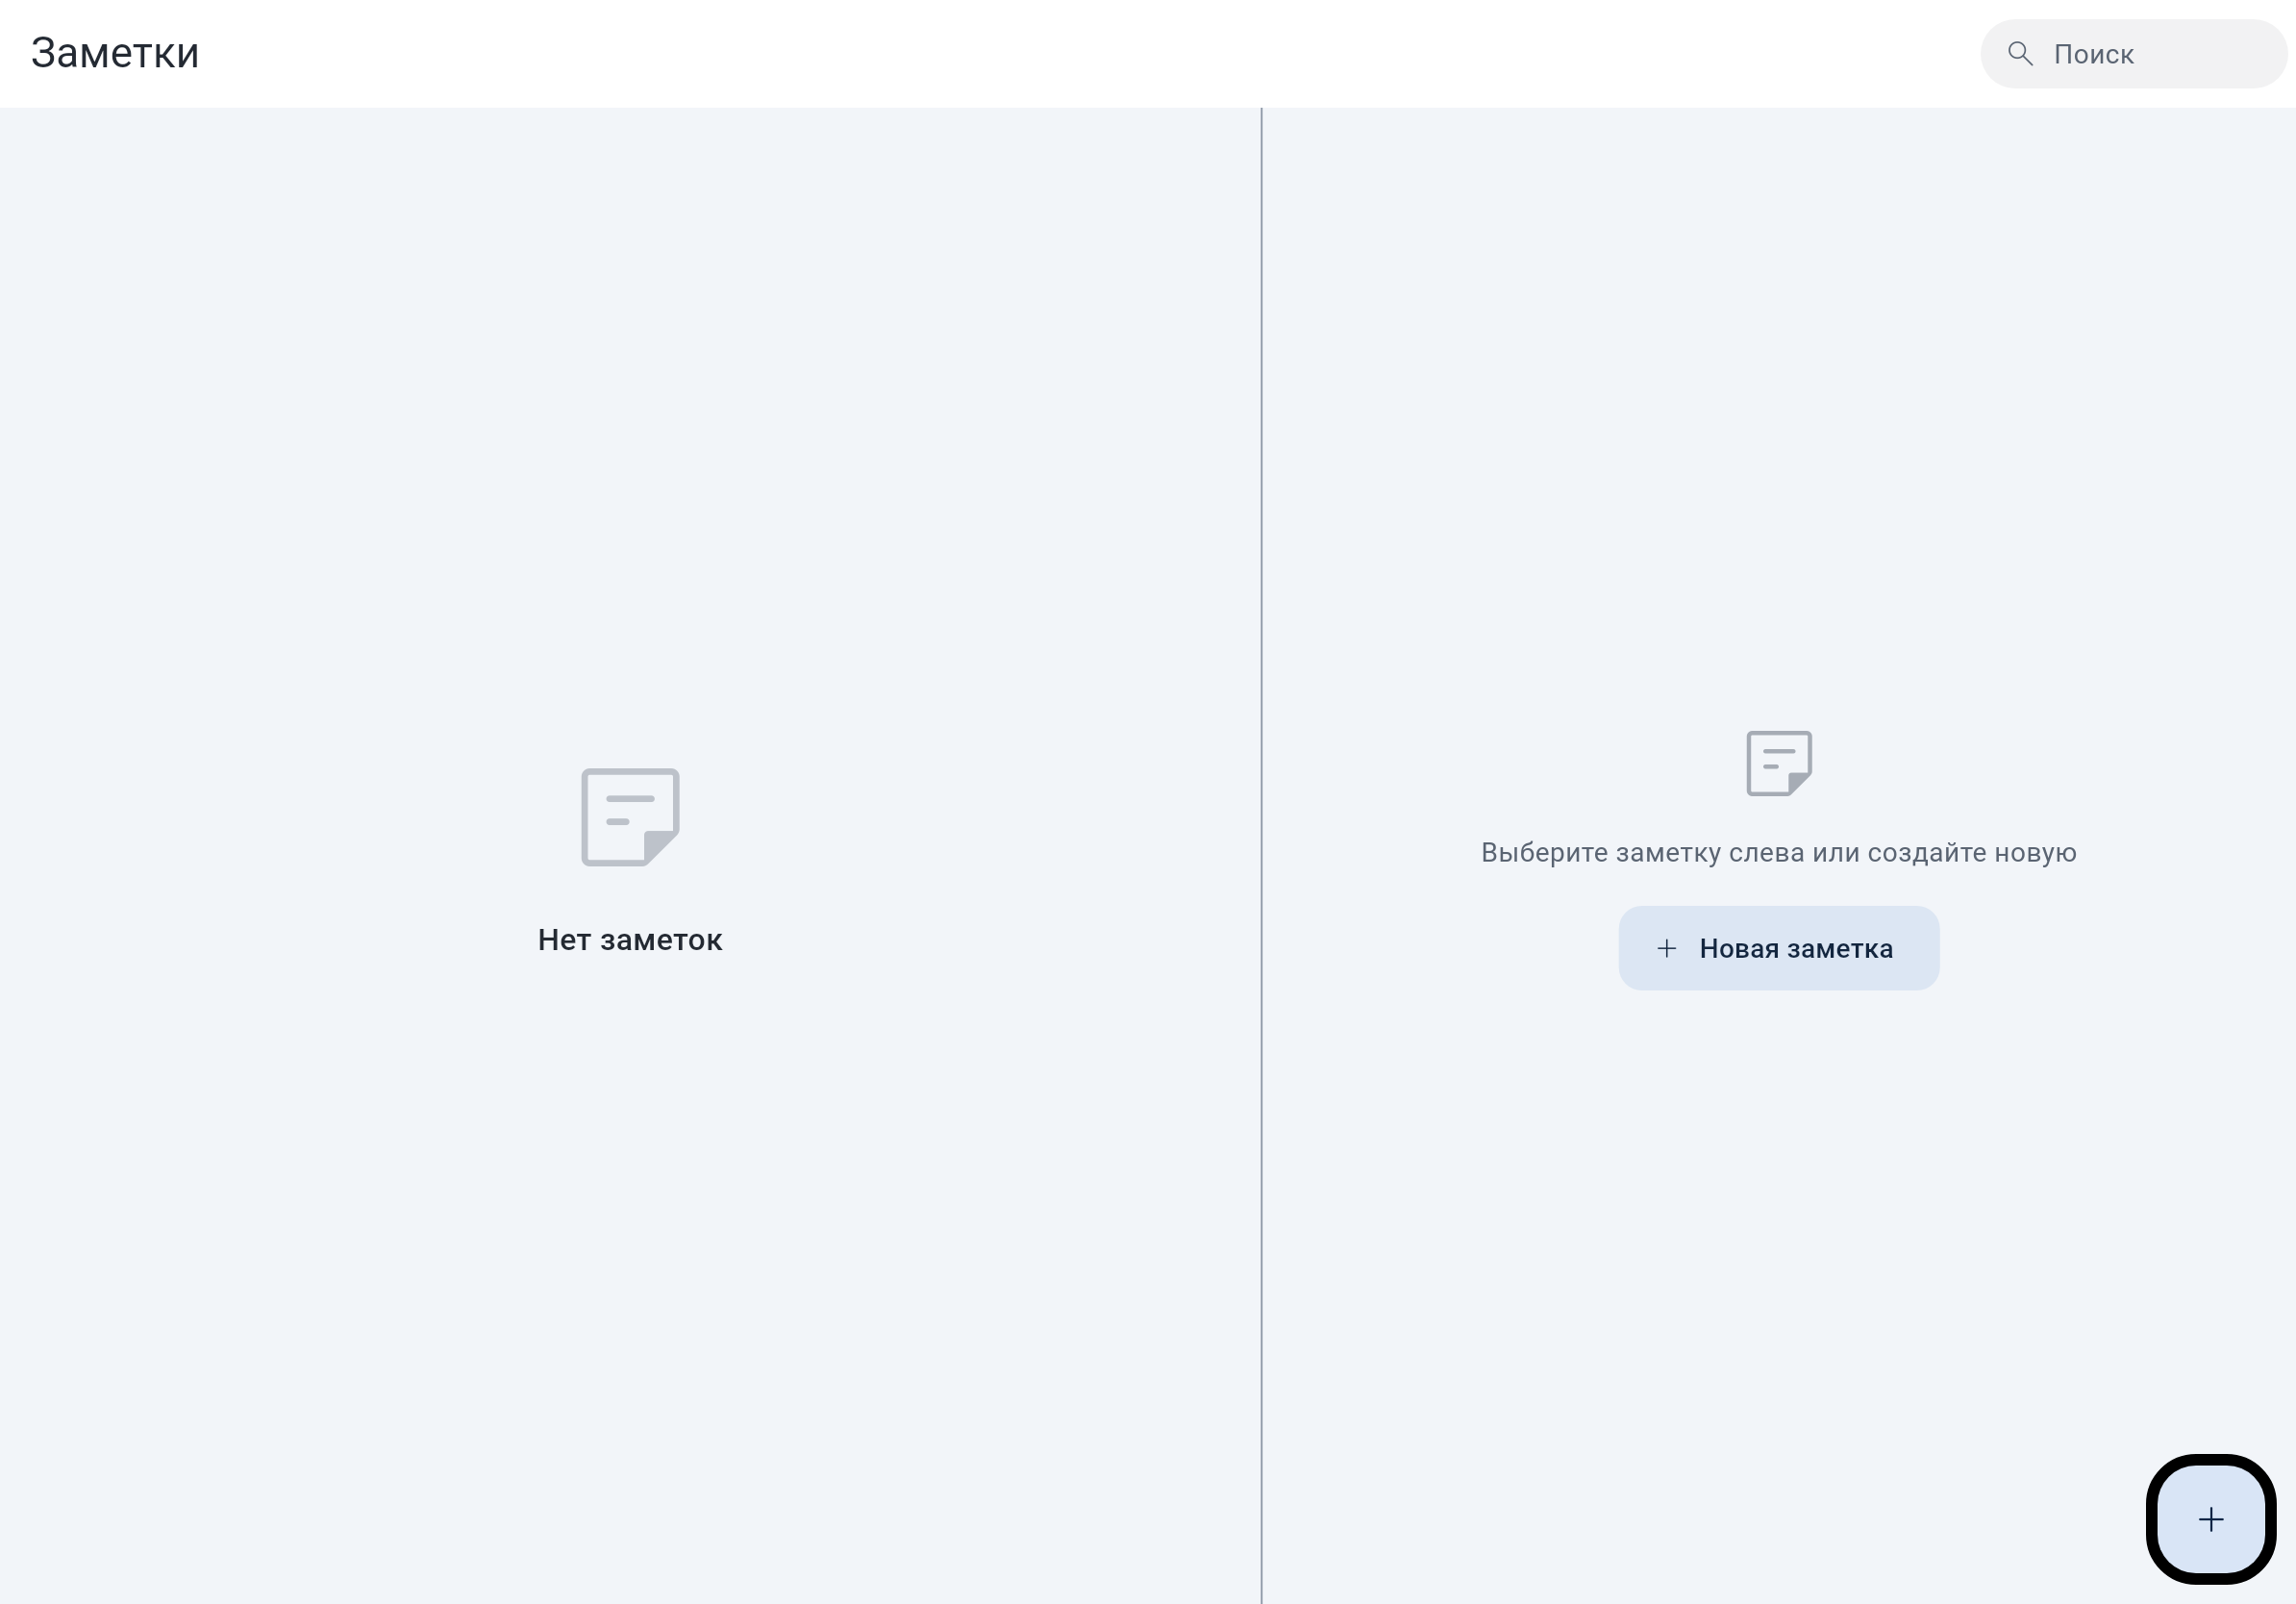 Заметки
Поиск
Нет заметок
Выберите заметку слева или создайте новую
Новая заметка